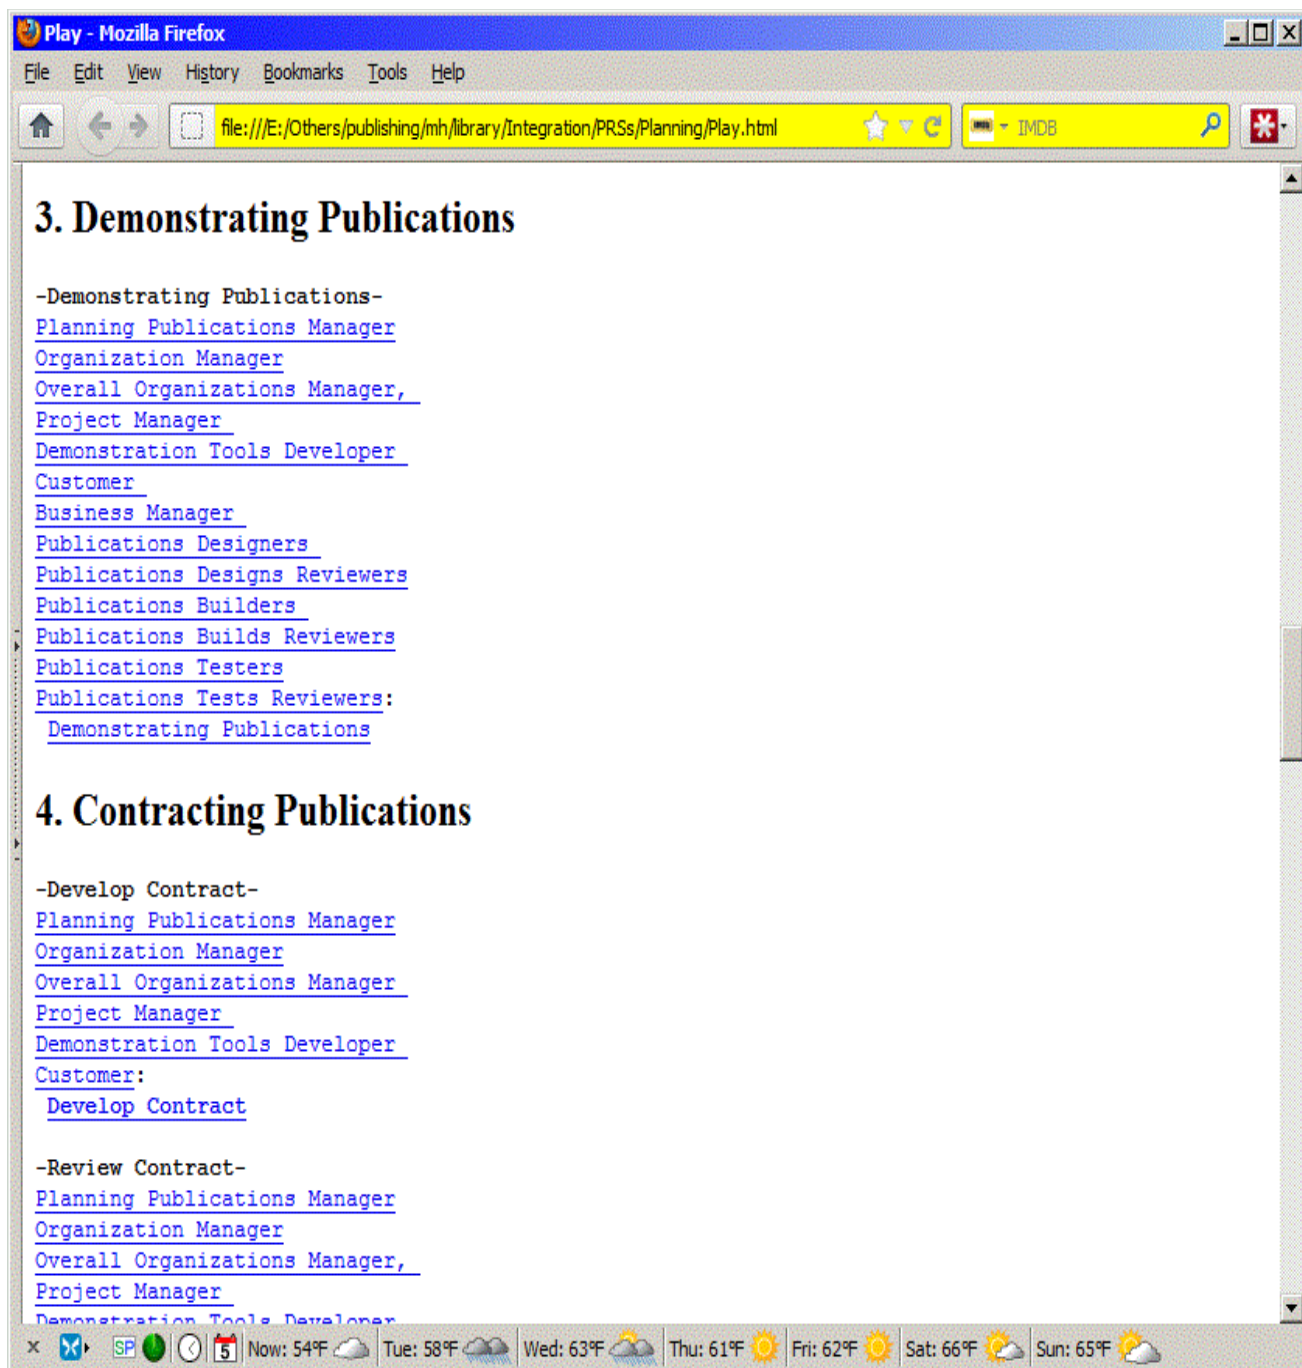 Play - Mozilla Firefox
File Edit View History Bookmarks Tools Help
file:///E:/Others/publishing/mh/library/Integration/PRSs/Planning/Play.html IMDB
3. Demonstrating Publications
-Demonstrating Publications-
Planning Publications Manager
Organization Manager
Overall Organizations Manager,
Project Manager
Demonstration Tools Developer
Customer
Business Manager
Publications Designers
Publications Designs Reviewers
Publications Builders
Publications Builds Reviewers
Publications Testers
Publications Tests Reviewers:
Demonstrating Publications
4. Contracting Publications
-Develop Contract-
Planning Publications Manager
Organization Manager
Overall Organizations Manager
Project Manager
Demonstration Tools Developer
Customer:
Develop Contract
-Review Contract-
Planning Publications Manager
Organization Manager
Overall Organizations Manager,
Project Manager
Demonstration Tools Developer
SP 5 Now: 54°F Tue: 58°F Wed: 63°F Thu: 61°F Fri: 62°F Sat: 66°F Sun: 65°F